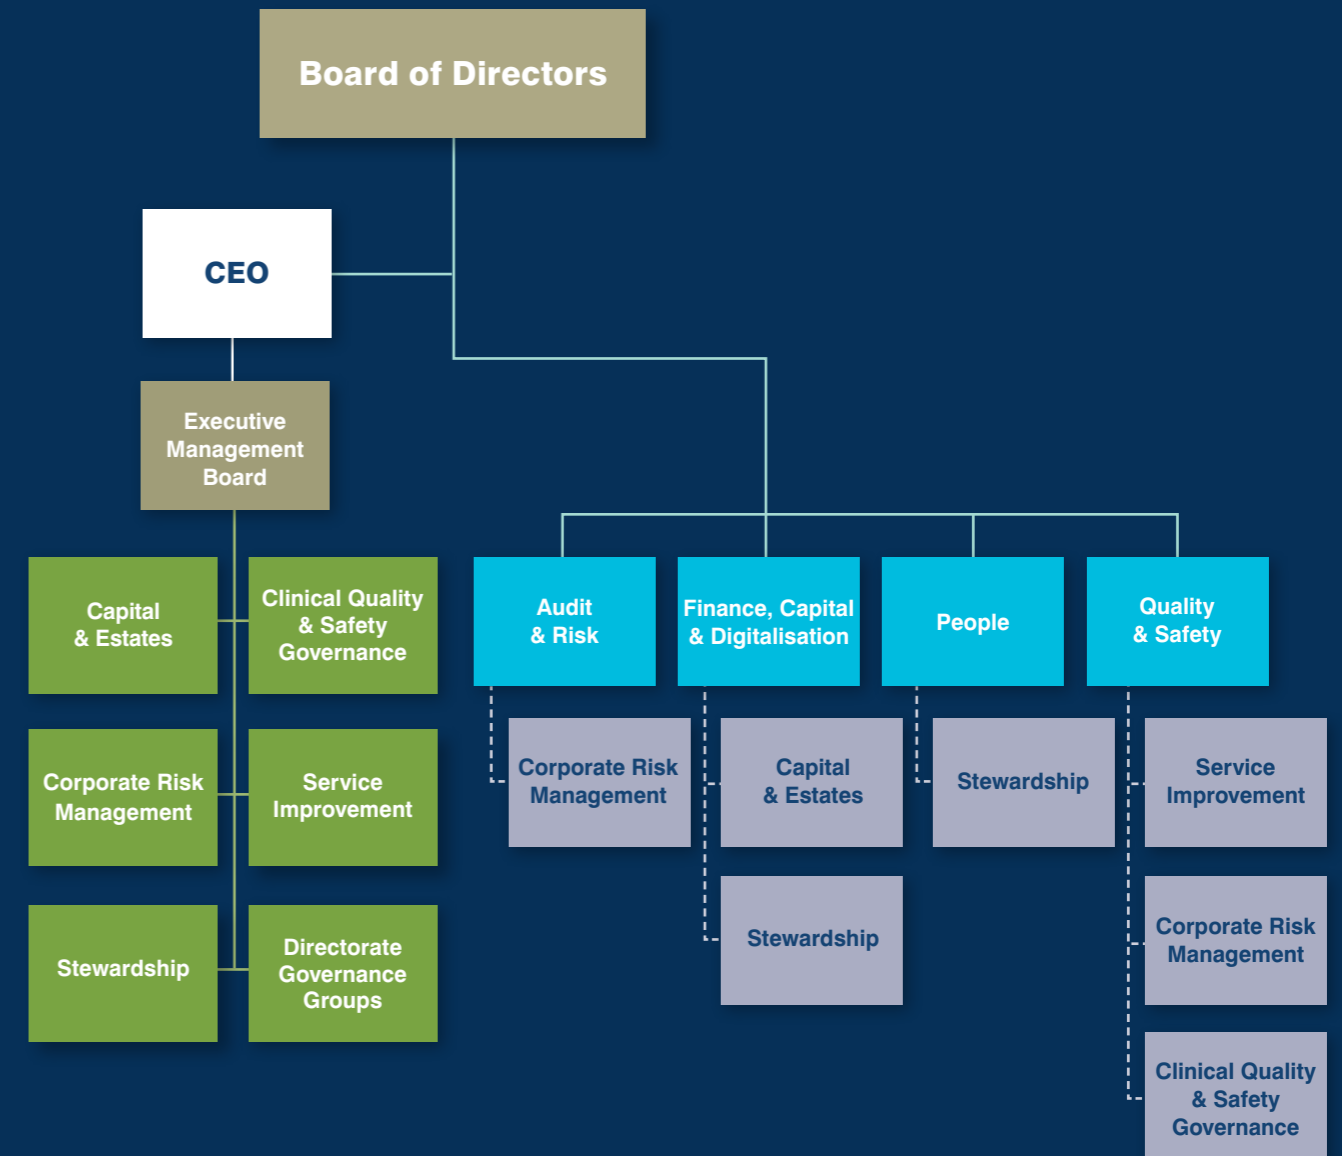 Board of Directors
CEO
Executive
Management
Board
Capital
& Estates
Clinical Quality
& Safety
Governance
Corporate Risk
Management
Service
Improvement
Stewardship
Directorate
Governance
Groups
Audit
& Risk
Finance, Capital
& Digitalisation
People
Quality
& Safety
Corporate Risk
Management
Capital
& Estates
Stewardship
Stewardship
Service
Improvement
Corporate Risk
Management
Clinical Quality
& Safety
Governance